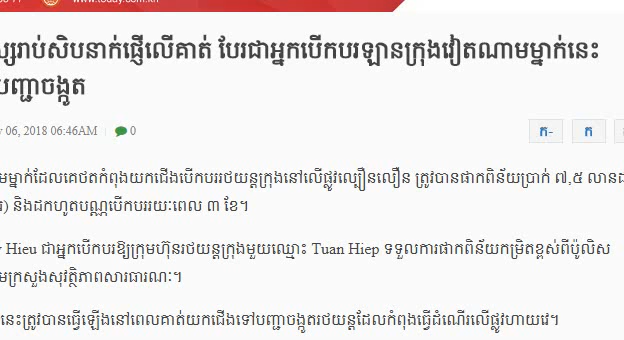 www.today.com.kh
ស្សរាប់សិបនាក់ផ្ញើលើគាត់ បែរជាអ្នកបើកបរឡានក្រុងវៀតណាមម្នាក់នេះ
បញ្ជាចង្កូត
06, 2018 06:46AM 0 ក- ក
មម្នាក់ដែលគេថតកំពុងយកជើងបើកបររថយន្តក្រុងនៅលើផ្លូវល្បឿនលឿន ត្រូវបានផាកពិន័យប្រាក់ ៧,៥ លានដ
) និងដកហូតបណ្ណបើកបររយៈពេល ៣ ខែ។
Hieu ជាអ្នកបើកបរឱ្យក្រុមហ៊ុនរថយន្តក្រុងមួយឈ្មោះ Tuan Hiep ទទួលការផាកពិន័យកម្រិតខ្ពស់ពីប៉ូលិស
មក្រសួងសុវត្ថិភាពសារធារណៈ។
នេះត្រូវបានធ្វើឡើងនៅពេលគាត់យកជើងទៅបញ្ជាចង្កូតរថយន្តដែលកំពុងធ្វើដំណើរលើផ្លូវហាយវេ។